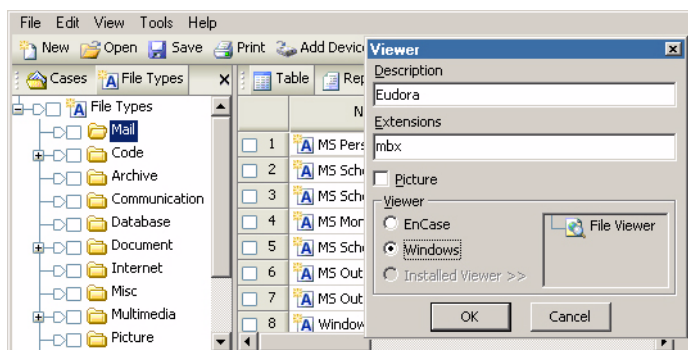 File Edit View Tools Help
New Open Save Print Add Devic
Cases File Types
Table Rep
File Types
Mail
Code
Archive
Communication
Database
Document
Internet
Misc
Multimedia
Picture
N
1 MS Pers
2 MS Sch
3 MS Sch
4 MS Mor
5 MS Sch
6 MS Out
7 MS Out
8 Window
Viewer
Description
Eudora
Extensions
mbx
Picture
Viewer
EnCase
Windows
Installed Viewer >>
File Viewer
OK Cancel